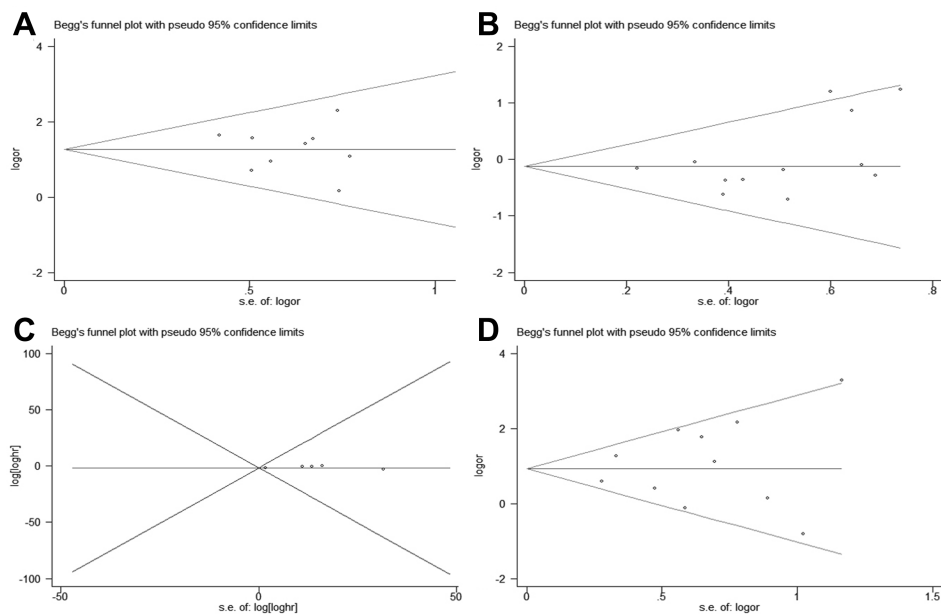 A
Begg's funnel plot with pseudo 95% confidence limits
4
2
0
-2
logor
0
.5
1
s.e. of: logor
B
Begg's funnel plot with pseudo 95% confidence limits
2
1
0
-1
-2
logor
0
.2
.4
.6
.8
s.e. of: logor
C
Begg's funnel plot with pseudo 95% confidence limits
100
50
0
-50
-100
log[loghr]
-50
0
50
s.e. of: log[loghr]
D
Begg's funnel plot with pseudo 95% confidence limits
4
2
0
-2
logor
0
.5
1
1.5
s.e. of: logor